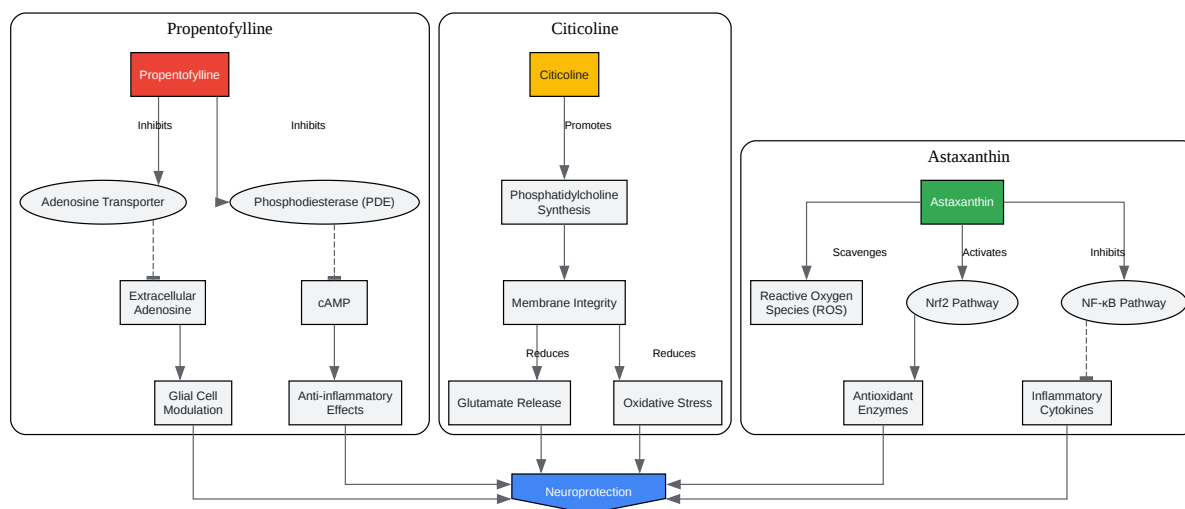 Propentofylline
Propentofylline
Inhibits
Inhibits
Adenosine Transporter
Phosphodiesterase (PDE)
Extracellular
Adenosine
cAMP
Glial Cell
Modulation
Anti-inflammatory
Effects
Citicoline
Citicoline
Promotes
Phosphatidylcholine
Synthesis
Membrane Integrity
Reduces
Reduces
Glutamate Release
Oxidative Stress
Astaxanthin
Astaxanthin
Scavenges
Activates
Inhibits
Reactive Oxygen
Species (ROS)
Nrf2 Pathway
NF-κB Pathway
Antioxidant
Enzymes
Inflammatory
Cytokines
Neuroprotection